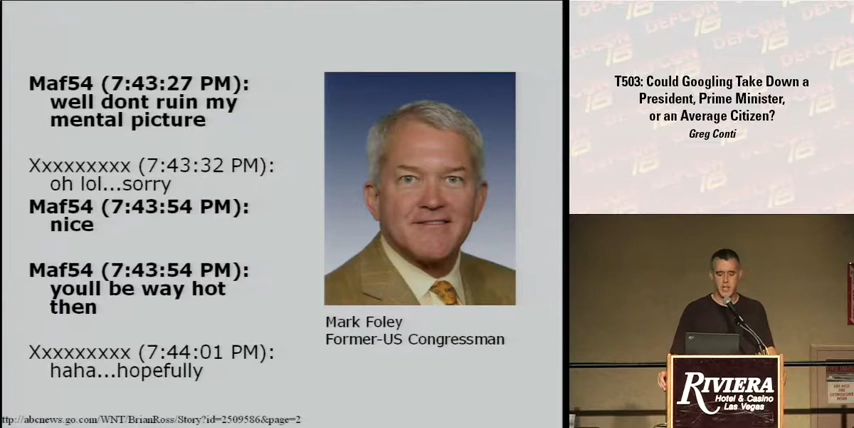 Maf54 (7:43:27 PM):
well dont ruin my
mental picture
Xxxxxxxxx (7:43:32 PM):
oh lol...sorry
Maf54 (7:43:54 PM):
nice
Maf54 (7:43:54 PM):
youll be way hot
then
Xxxxxxxxx (7:44:01 PM):
haha...hopefully
Mark Foley
Former-US Congressman
ttp://abcnews.go.com/WNT/BrianRoss/Story?id=2509586&page=2
DEFCON
16
T503: Could Googling Take Down a
President, Prime Minister,
or an Average Citizen?
Greg Conti
RIVIERA
Hotel & Casino
Las Vegas